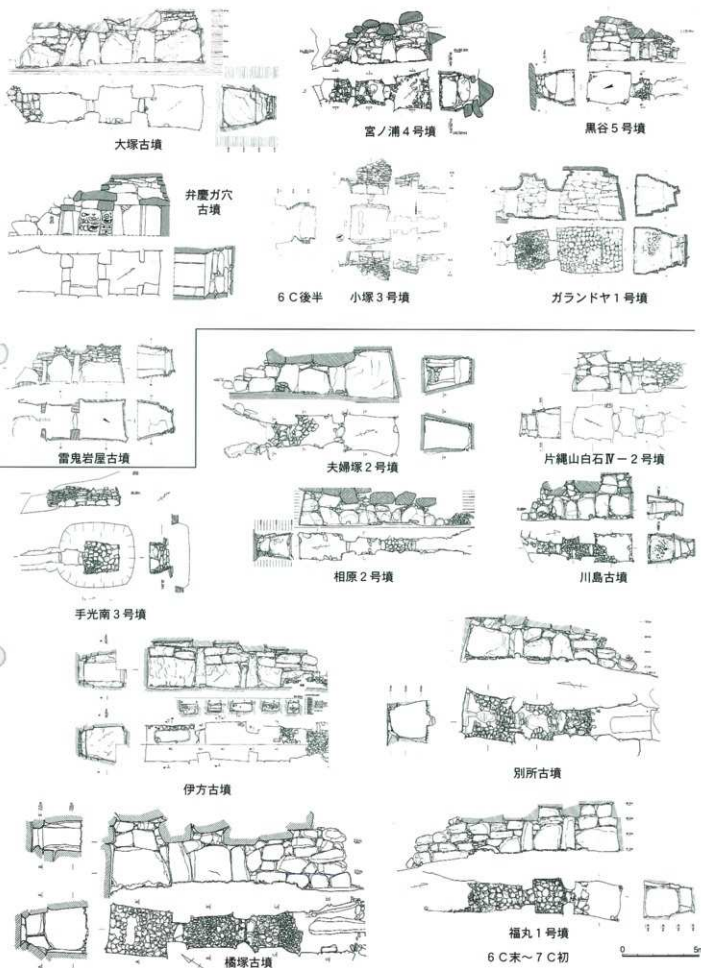 大塚古墳
宮ノ浦4号墳
黒谷5号墳
弁慶ガ穴
古墳
6C後半
小塚3号墳
ガランドヤ1号墳
雷鬼岩屋古墳
夫婦塚2号墳
片縄山白石Ⅳ－2号墳
手光南3号墳
相原2号墳
川島古墳
伊方古墳
別所古墳
橘塚古墳
福丸1号墳
6C末～7C初
0 5m